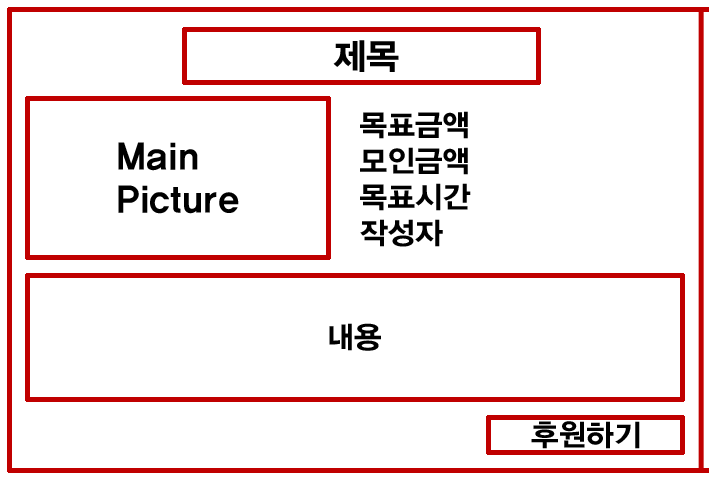 제목
Main
Picture
목표금액
모인금액
목표시간
작성자
내용
후원하기